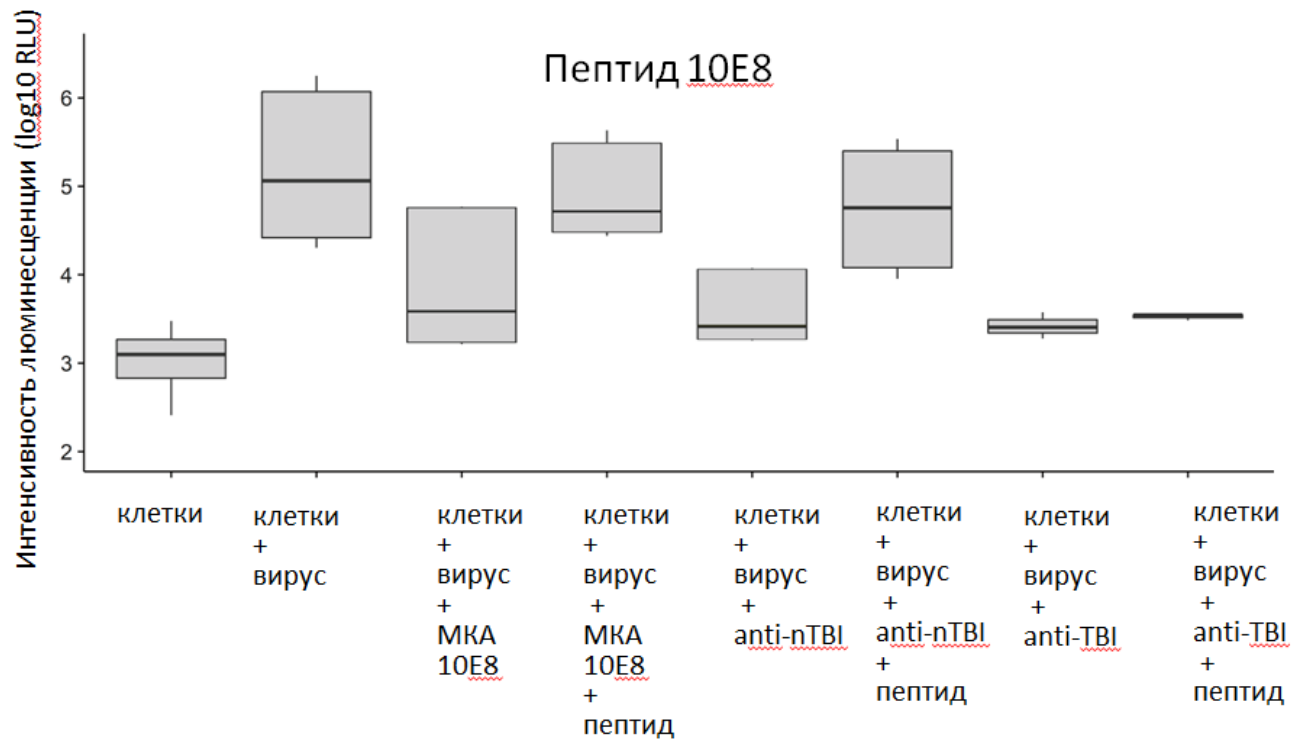 Интенсивность люминесценции (log10 RLU)
Пептид 10E8
6
5
4
3
2
клетки
клетки
+
вирус
клетки
+
вирус
+
МКА
10E8
клетки
+
вирус
+
МКА
10E8
+
пептид
клетки
+
вирус
+
anti-nTBI
клетки
+
вирус
+
anti-nTBI
+
пептид
клетки
+
вирус
+
anti-TBI
клетки
+
вирус
+
anti-TBI
+
пептид